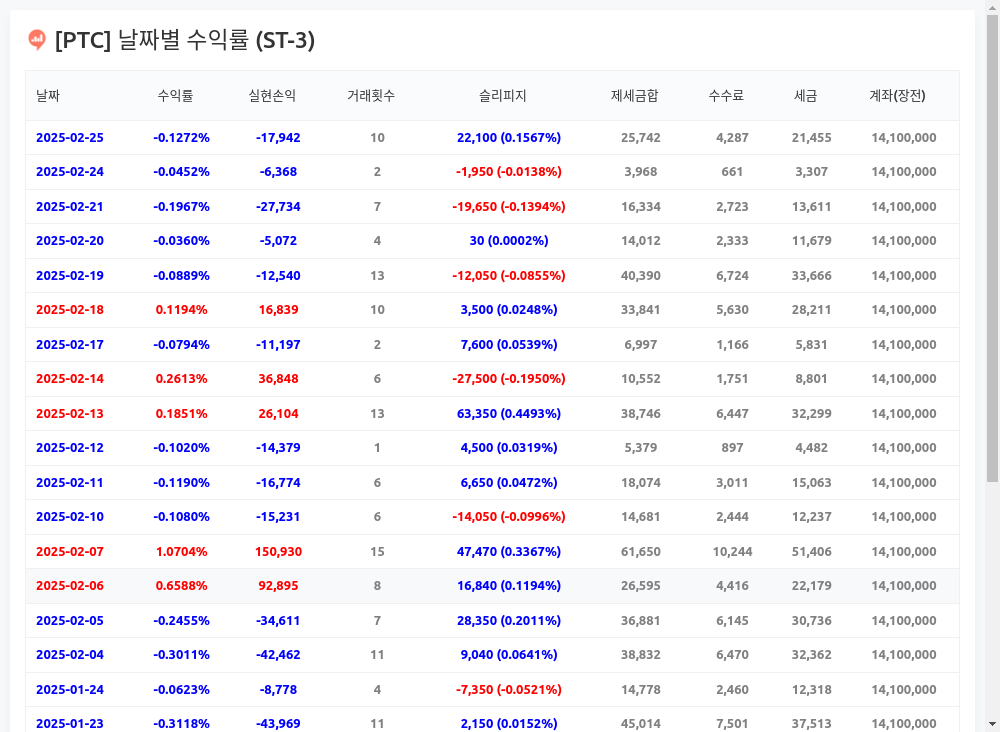 [PTC] 날짜별 수익률 (ST-3)
날짜 수익률 실현손익 거래횟수 슬리피지 제세금합 수수료 세금 계좌(장전)
2025-02-25 -0.1272% -17,942 10 22,100 (0.1567%) 25,742 4,287 21,455 14,100,000
2025-02-24 -0.0452% -6,368 2 -1,950 (-0.0138%) 3,968 661 3,307 14,100,000
2025-02-21 -0.1967% -27,734 7 -19,650 (-0.1394%) 16,334 2,723 13,611 14,100,000
2025-02-20 -0.0360% -5,072 4 30 (0.0002%) 14,012 2,333 11,679 14,100,000
2025-02-19 -0.0889% -12,540 13 -12,050 (-0.0855%) 40,390 6,724 33,666 14,100,000
2025-02-18 0.1194% 16,839 10 3,500 (0.0248%) 33,841 5,630 28,211 14,100,000
2025-02-17 -0.0794% -11,197 2 7,600 (0.0539%) 6,997 1,166 5,831 14,100,000
2025-02-14 0.2613% 36,848 6 -27,500 (-0.1950%) 10,552 1,751 8,801 14,100,000
2025-02-13 0.1851% 26,104 13 63,350 (0.4493%) 38,746 6,447 32,299 14,100,000
2025-02-12 -0.1020% -14,379 1 4,500 (0.0319%) 5,379 897 4,482 14,100,000
2025-02-11 -0.1190% -16,774 6 6,650 (0.0472%) 18,074 3,011 15,063 14,100,000
2025-02-10 -0.1080% -15,231 6 -14,050 (-0.0996%) 14,681 2,444 12,237 14,100,000
2025-02-07 1.0704% 150,930 15 47,470 (0.3367%) 61,650 10,244 51,406 14,100,000
2025-02-06 0.6588% 92,895 8 16,840 (0.1194%) 26,595 4,416 22,179 14,100,000
2025-02-05 -0.2455% -34,611 7 28,350 (0.2011%) 36,881 6,145 30,736 14,100,000
2025-02-04 -0.3011% -42,462 11 9,040 (0.0641%) 38,832 6,470 32,362 14,100,000
2025-01-24 -0.0623% -8,778 4 -7,350 (-0.0521%) 14,778 2,460 12,318 14,100,000
2025-01-23 -0.3118% -43,969 11 2,150 (0.0152%) 45,014 7,501 37,513 14,100,000